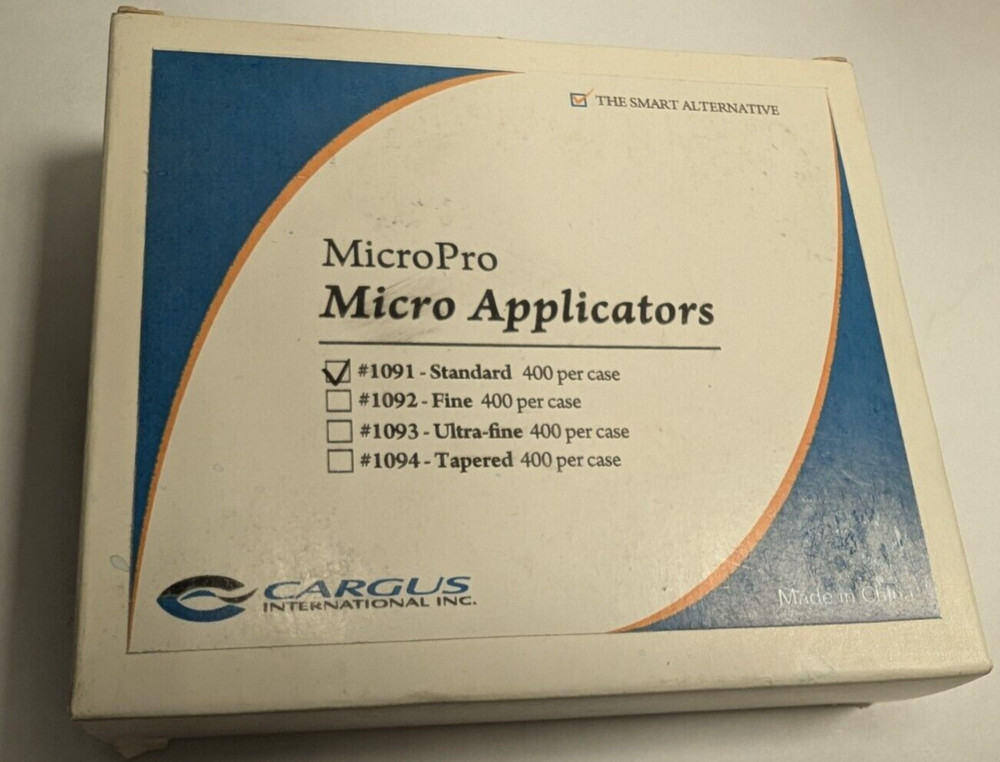 THE SMART ALTERNATIVE
MicroPro
Micro Applicators
#1091 - Standard 400 per case
#1092 - Fine 400 per case
#1093 - Ultra-fine 400 per case
#1094 - Tapered 400 per case
CARGUS
INTERNATIONAL INC.
Made in China